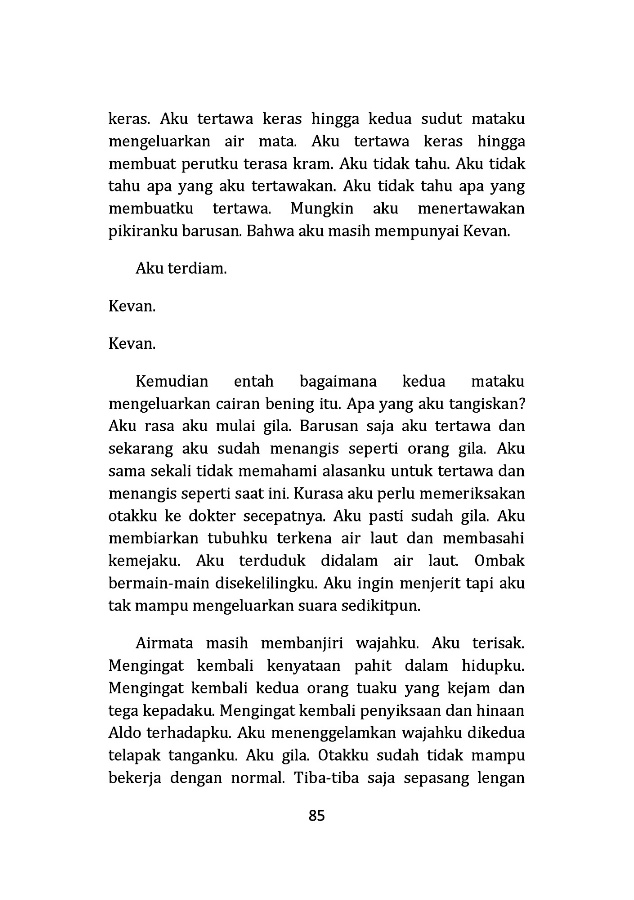 keras. Aku tertawa keras hingga kedua sudut mataku
mengeluarkan air mata. Aku tertawa keras hingga
membuat perutku terasa kram. Aku tidak tahu. Aku tidak
tahu apa yang aku tertawakan. Aku tidak tahu apa yang
membuatku tertawa. Mungkin aku menertawakan
pikiranku barusan. Bahwa aku masih mempunyai Kevan.
Aku terdiam.
Kevan.
Kevan.
Kemudian entah bagaimana kedua mataku
mengeluarkan cairan bening itu. Apa yang aku tangiskan?
Aku rasa aku mulai gila. Barusan saja aku tertawa dan
sekarang aku sudah menangis seperti orang gila. Aku
sama sekali tidak memahami alasanku untuk tertawa dan
menangis seperti saat ini. Kurasa aku perlu memeriksakan
otakku ke dokter secepatnya. Aku pasti sudah gila. Aku
membiarkan tubuhku terkena air laut dan membasahi
kemejaku. Aku terduduk didalam air laut. Ombak
bermain-main disekelilingku. Aku ingin menjerit tapi aku
tak mampu mengeluarkan suara sedikitpun.
Airmata masih membanjiri wajahku. Aku terisak.
Mengingat kembali kenyataan pahit dalam hidupku.
Mengingat kembali kedua orang tuaku yang kejam dan
tega kepadaku. Mengingat kembali penyiksaan dan hinaan
Aldo terhadapku. Aku menenggelamkan wajahku dikedua
telapak tanganku. Aku gila. Otakku sudah tidak mampu
bekerja dengan normal. Tiba-tiba saja sepasang lengan
85